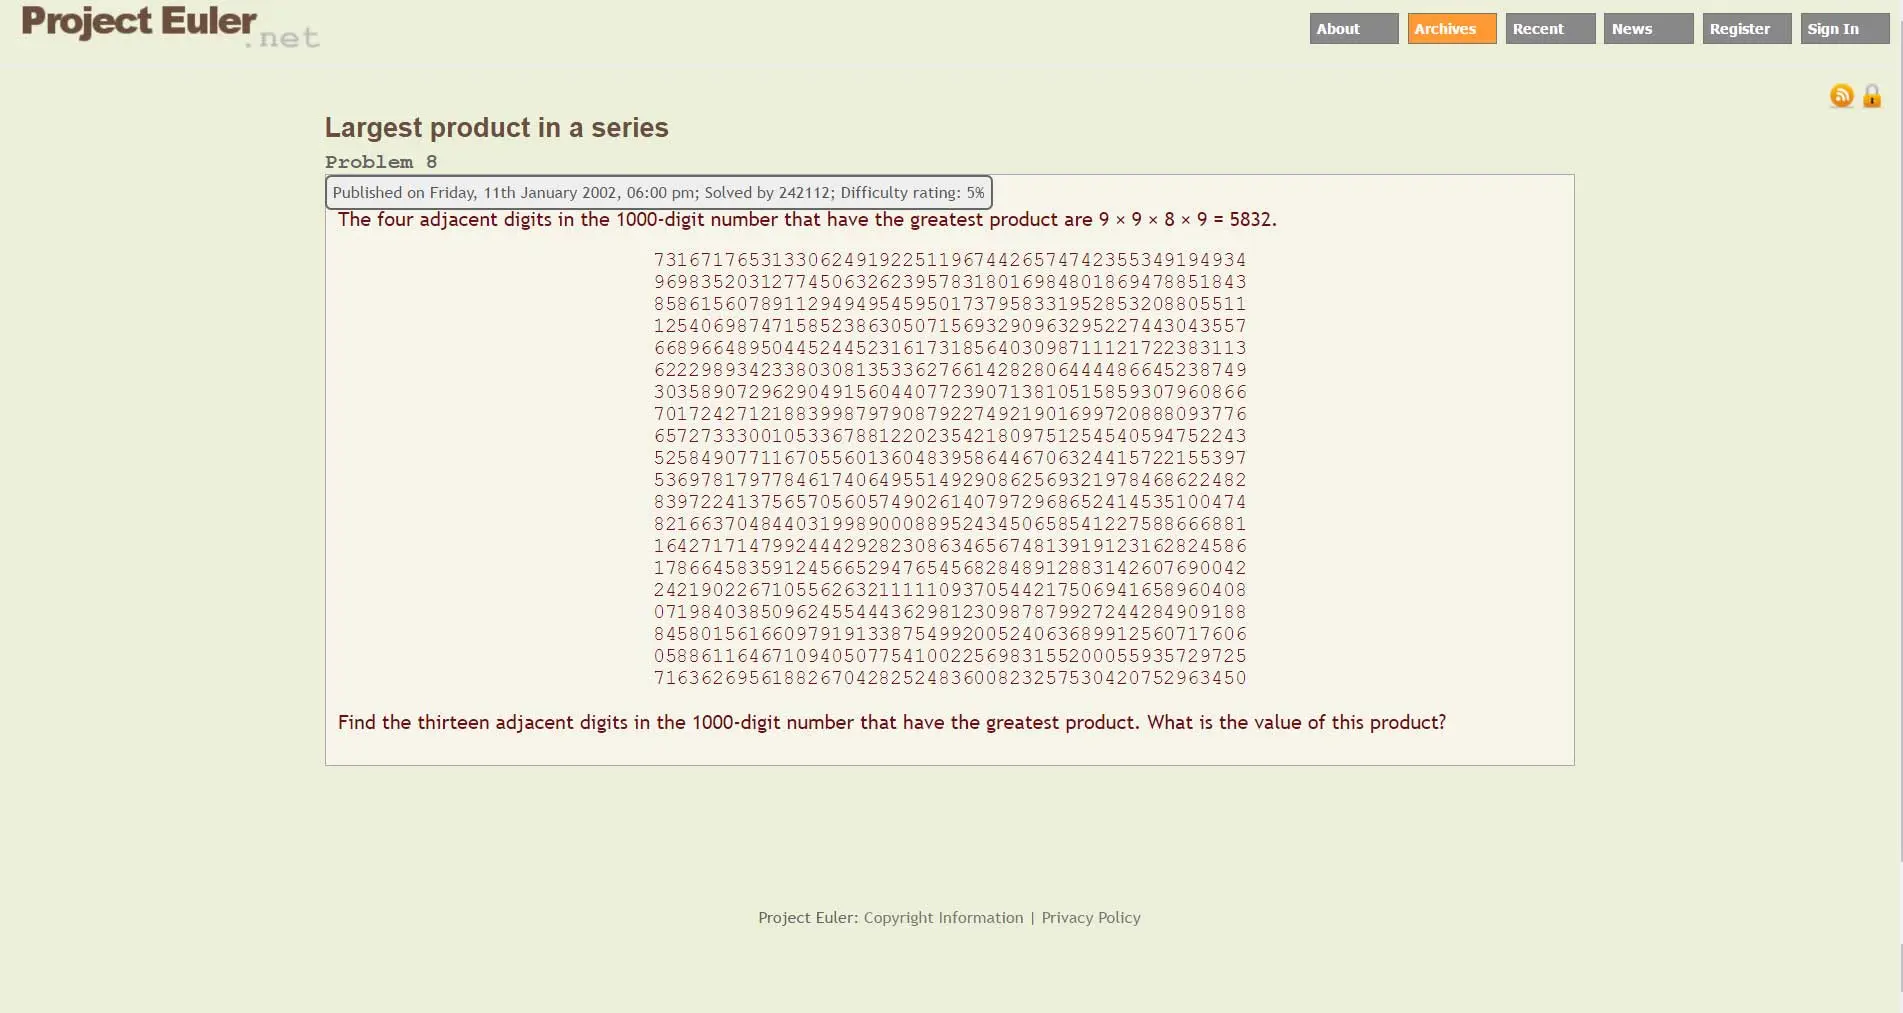 Project Euler.net
About
Archives
Recent
News
Register
Sign In
Largest product in a series
Problem 8
Published on Friday, 11th January 2002, 06:00 pm; Solved by 242112; Difficulty rating: 5%
The four adjacent digits in the 1000-digit number that have the greatest product are 9 × 9 × 8 × 9 = 5832.
73167176531330624919225119674426574742355349194934
96983520312774506326239578318016984801869478851843
85861560789112949495459501737958331952853208805511
12540698747158523863050715693290963295227443043557
66896648950445244523161731856403098711121722383113
62229893423380308135336276614282806444486645238749
30358907296290491560440772390713810515859307960866
70172427121883998797908792274921901699720888093776
65727333001053367881220235421809751254540594752243
52584907711670556013604839586446706324415722155397
53697817977846174064955149290862569321978468622482
83972241375657056057490261407972968652414535100474
82166370484403199890008895243450658541227588666881
16427171479924442928230863465674813919123162824586
17866458359124566529476545682848912883142607690042
24219022671055626321111109370544217506941658960408
07198403850962455444362981230987879927244284909188
84580156166097919133875499200524063689912560717606
05886116467109405077541002256983155200055935729725
71636269561882670428252483600823257530420752963450
Find the thirteen adjacent digits in the 1000-digit number that have the greatest product. What is the value of this product?
Project Euler: Copyright Information | Privacy Policy